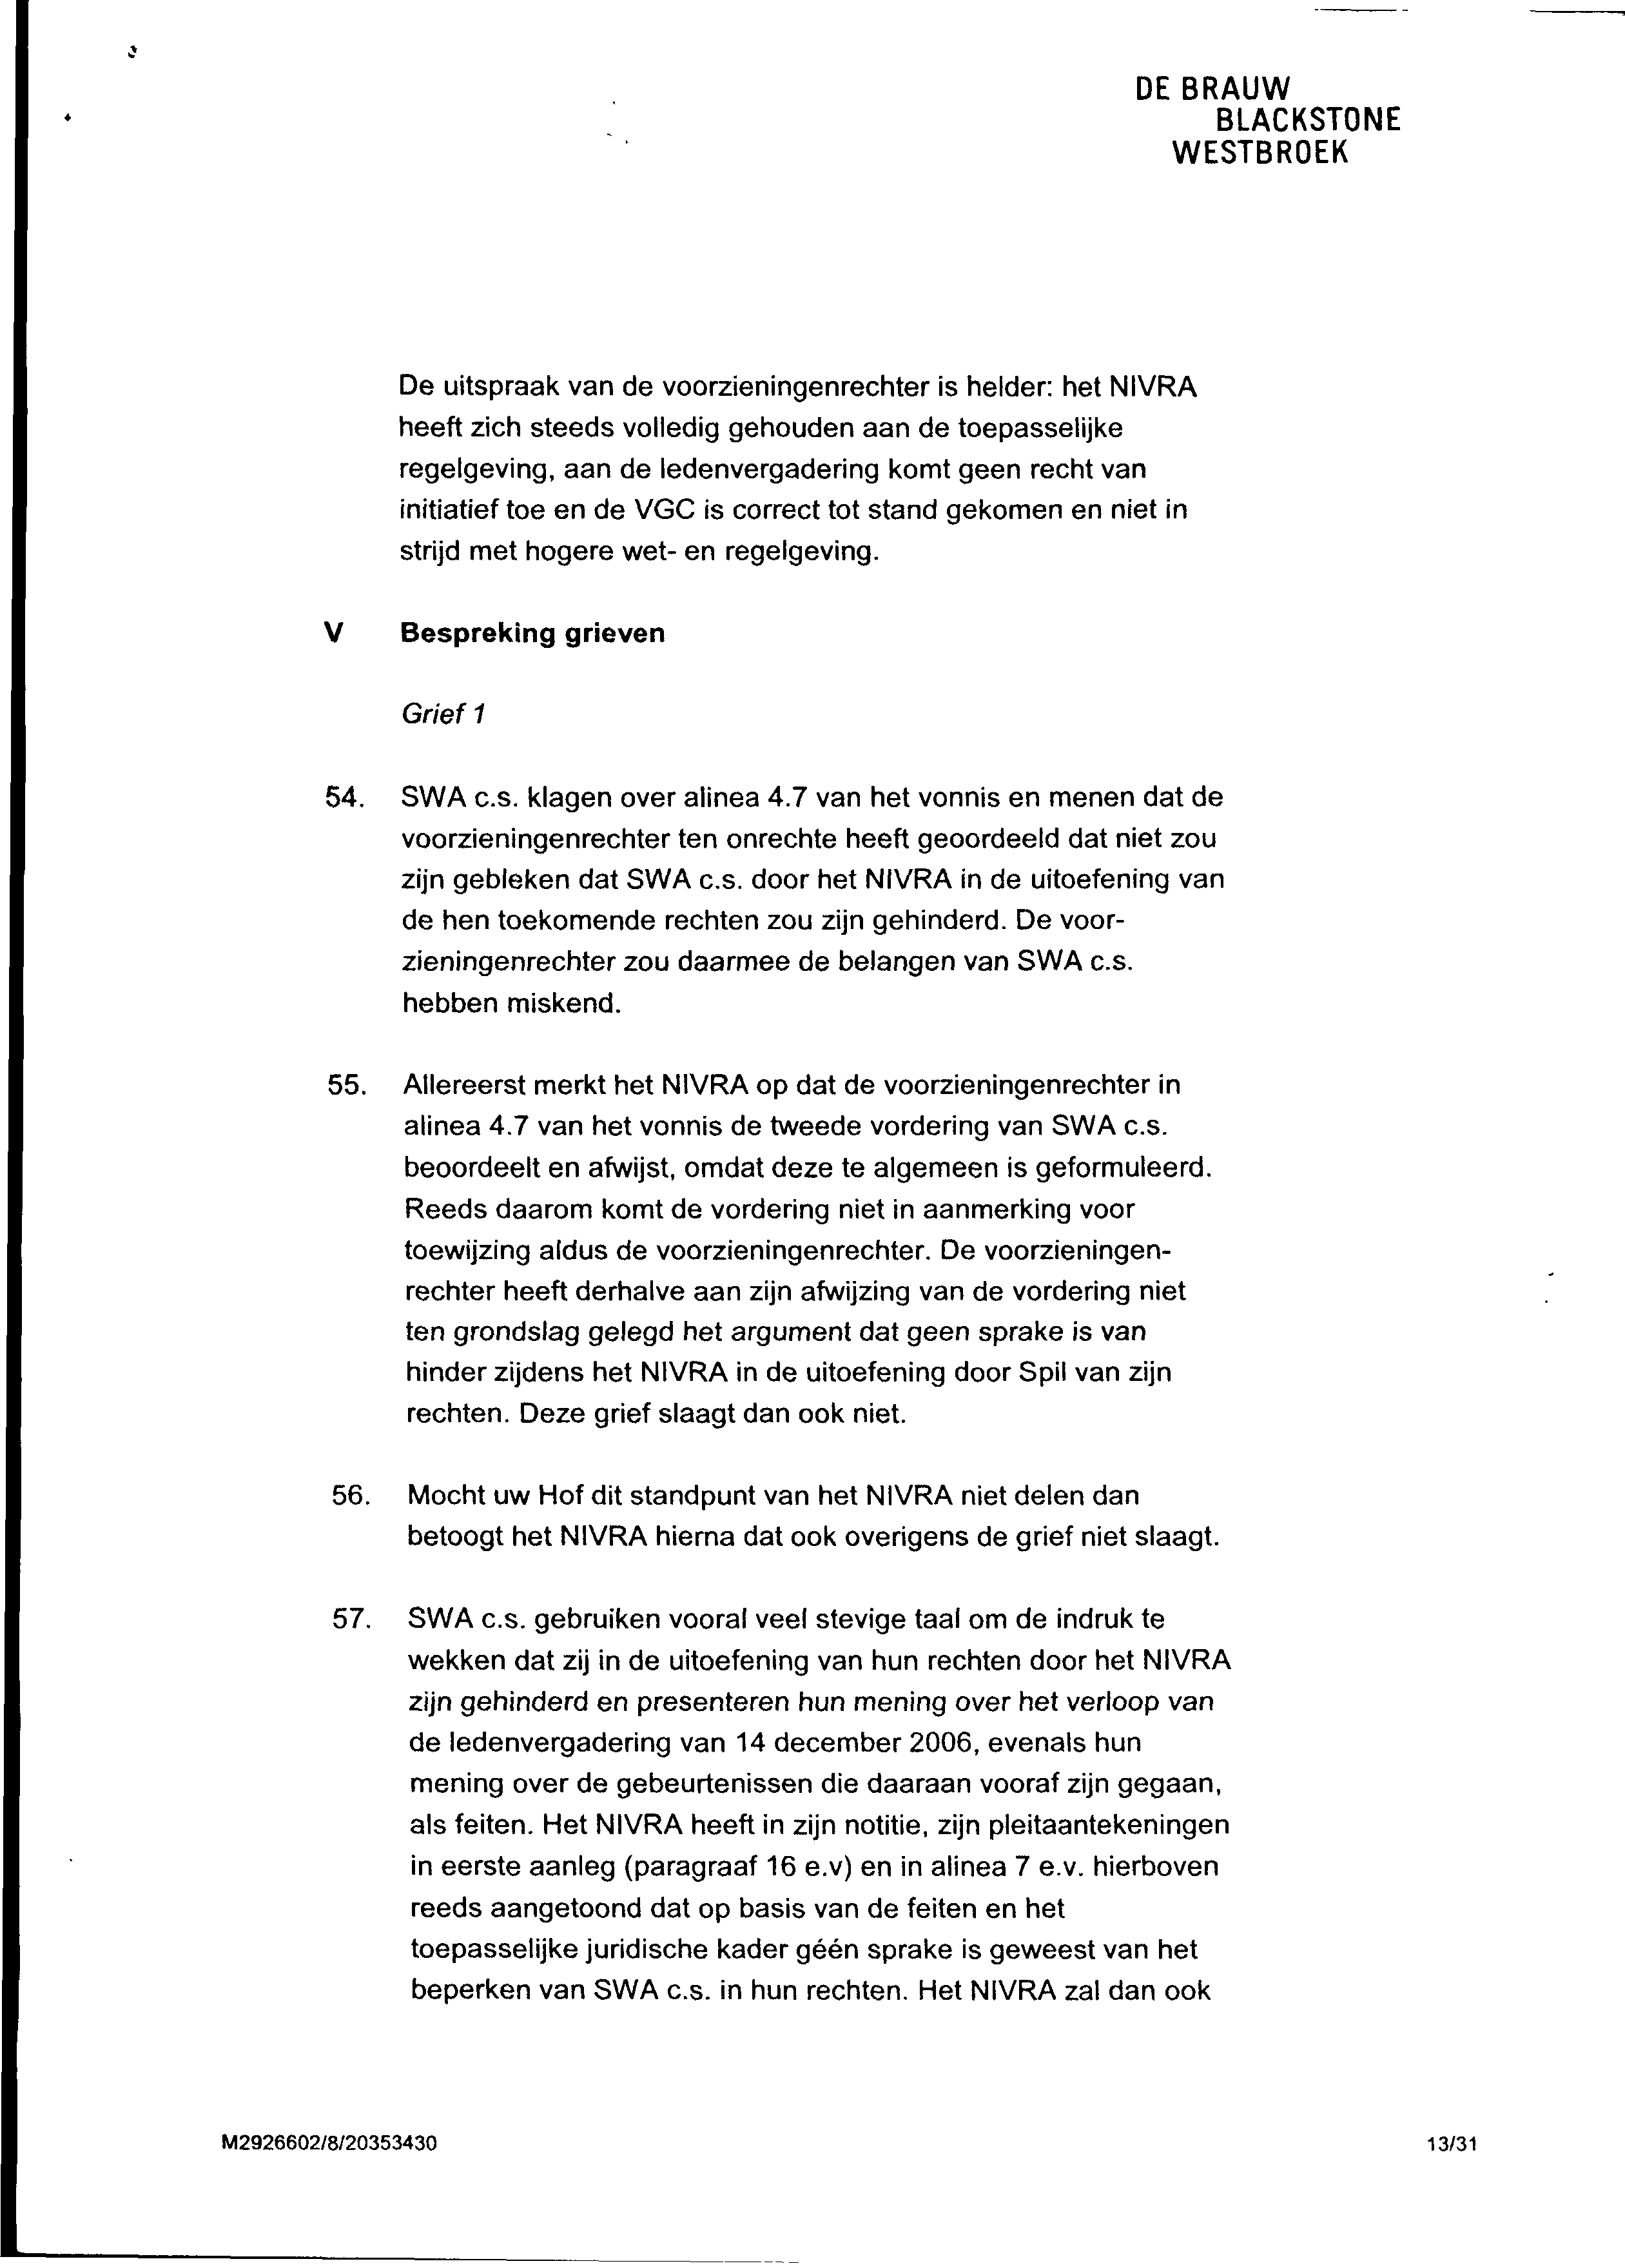 DE BRAUW
BLACKSTONE
WESTBROEK
De uitspraak van de voorzieningenrechter is helder: het NIVRA
heeft zich steeds volledig gehouden aan de toepasselijke
regelgeving, aan de ledenvergadering komt geen recht van
initiatief toe en de VGC is correct tot stand gekomen en niet in
strijd met hogere wet- en regelgeving.
V Bespreking grieven
Grief 1
54. SWA c.s. klagen over alinea 4.7 van het vonnis en menen dat de
voorzieningenrechter ten onrechte heeft geoordeeld dat niet zou
zijn gebleken dat SWA c.s. door het NIVRA in de uitoefening van
de hen toekomende rechten zou zijn gehinderd. De voor-
zieningenrechter zou daarmee de belangen van SWA c.s.
hebben miskend.
55. Allereerst merkt het NIVRA op dat de voorzieningenrechter in
alinea 4.7 van het vonnis de tweede vordering van SWA c.s.
beoordeelt en afwijst, omdat deze te algemeen is geformuleerd.
Reeds daarom komt de vordering niet in aanmerking voor
toewijzing aldus de voorzieningenrechter. De voorzieningen-
rechter heeft derhalve aan zijn afwijzing van de vordering niet
ten grondslag gelegd het argument dat geen sprake is van
hinder zijdens het NIVRA in de uitoefening door Spil van zijn
rechten. Deze grief slaagt dan ook niet.
56. Mocht uw Hof dit standpunt van het NIVRA niet delen dan
betoogt het NIVRA hierna dat ook overigens de grief niet slaagt.
57. SWA c.s. gebruiken vooral veel stevige taal om de indruk te
wekken dat zij in de uitoefening van hun rechten door het NIVRA
zijn gehinderd en presenteren hun mening over het verloop van
de ledenvergadering van 14 december 2006, evenals hun
mening over de gebeurtenissen die daaraan vooraf zijn gegaan,
als feiten. Het NIVRA heeft in zijn notitie, zijn pleitaantekeningen
in eerste aanleg (paragraaf 16 e.v) en in alinea 7 e.v. hierboven
reeds aangetoond dat op basis van de feiten en het
toepasselijke juridische kader géén sprake is geweest van het
beperken van SWA c.s. in hun rechten. Het NIVRA zal dan ook
M2926602/8/20353430 13/31